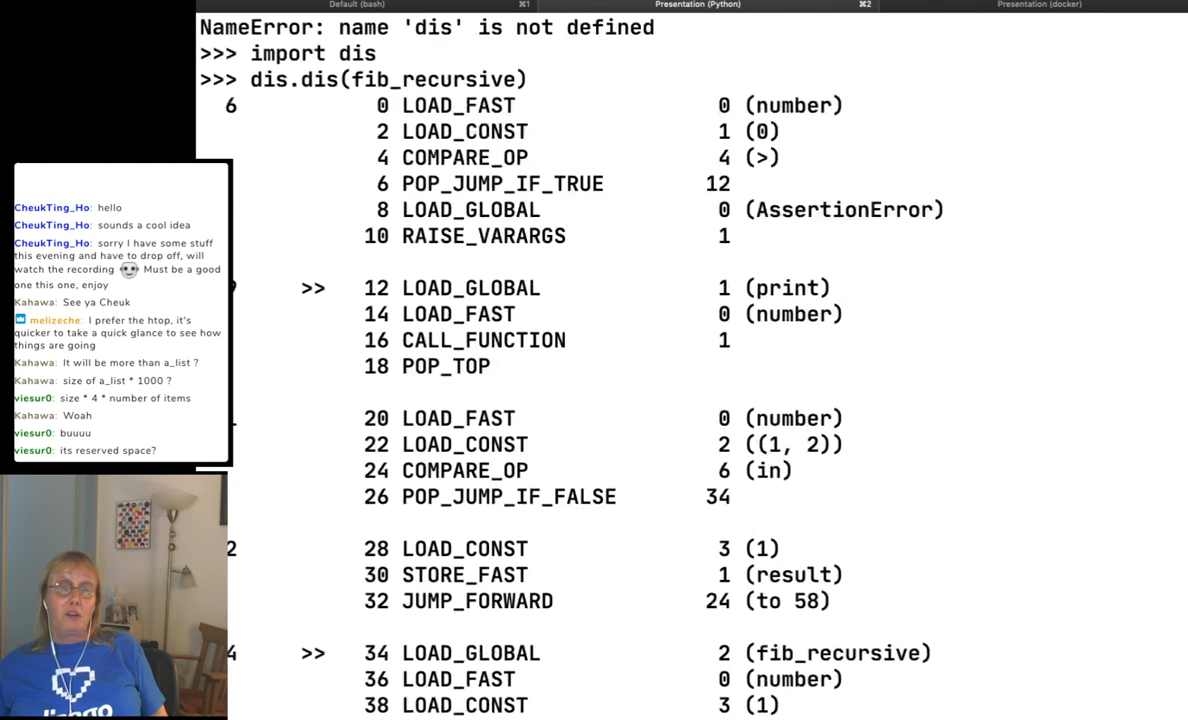 Default (bash) ⌘1 Presentation (Python) ⌘2 Presentation (docker)
NameError: name 'dis' is not defined
>>> import dis
>>> dis.dis(fib_recursive)
6 0 LOAD_FAST 0 (number)
2 LOAD_CONST 1 (0)
4 COMPARE_OP 4 (>)
6 POP_JUMP_IF_TRUE 12
8 LOAD_GLOBAL 0 (AssertionError)
10 RAISE_VARARGS 1
>> 12 LOAD_GLOBAL 1 (print)
14 LOAD_FAST 0 (number)
16 CALL_FUNCTION 1
18 POP_TOP
20 LOAD_FAST 0 (number)
22 LOAD_CONST 2 ((1, 2))
24 COMPARE_OP 6 (in)
26 POP_JUMP_IF_FALSE 34
2 28 LOAD_CONST 3 (1)
30 STORE_FAST 1 (result)
32 JUMP_FORWARD 24 (to 58)
4 >> 34 LOAD_GLOBAL 2 (fib_recursive)
36 LOAD_FAST 0 (number)
38 LOAD_CONST 3 (1)
CheukTing_Ho: hello
CheukTing_Ho: sounds a cool idea
CheukTing_Ho: sorry I have some stuff
this evening and have to drop off, will
watch the recording Must be a good
one this one, enjoy
Kahawa: See ya Cheuk
melizeche: I prefer the htop, it's
quicker to take a quick glance to see how
things are going
Kahawa: It will be more than a_list ?
Kahawa: size of a_list * 1000 ?
viesur0: size * 4 * number of items
Kahawa: Woah
viesur0: buuuu
viesur0: its reserved space?